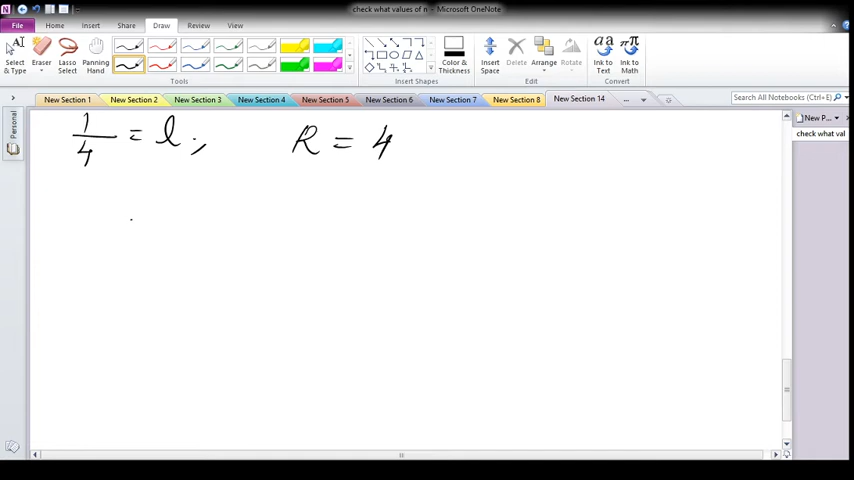 check what values of n - Microsoft OneNote
File Home Insert Share Draw Review View
Select & Type Eraser Lasso Select Panning Hand Color & Thickness Insert Space Delete Arrange Rotate Ink to Text Ink to Math
Tools Insert Shapes Edit Convert
New Section 1 New Section 2 New Section 3 New Section 4 New Section 5 New Section 6 New Section 7 New Section 8 New Section 14 ... Search All Notebooks (Ctrl+E)
Personal
New P...
check what val
1/4 = l; R = 4